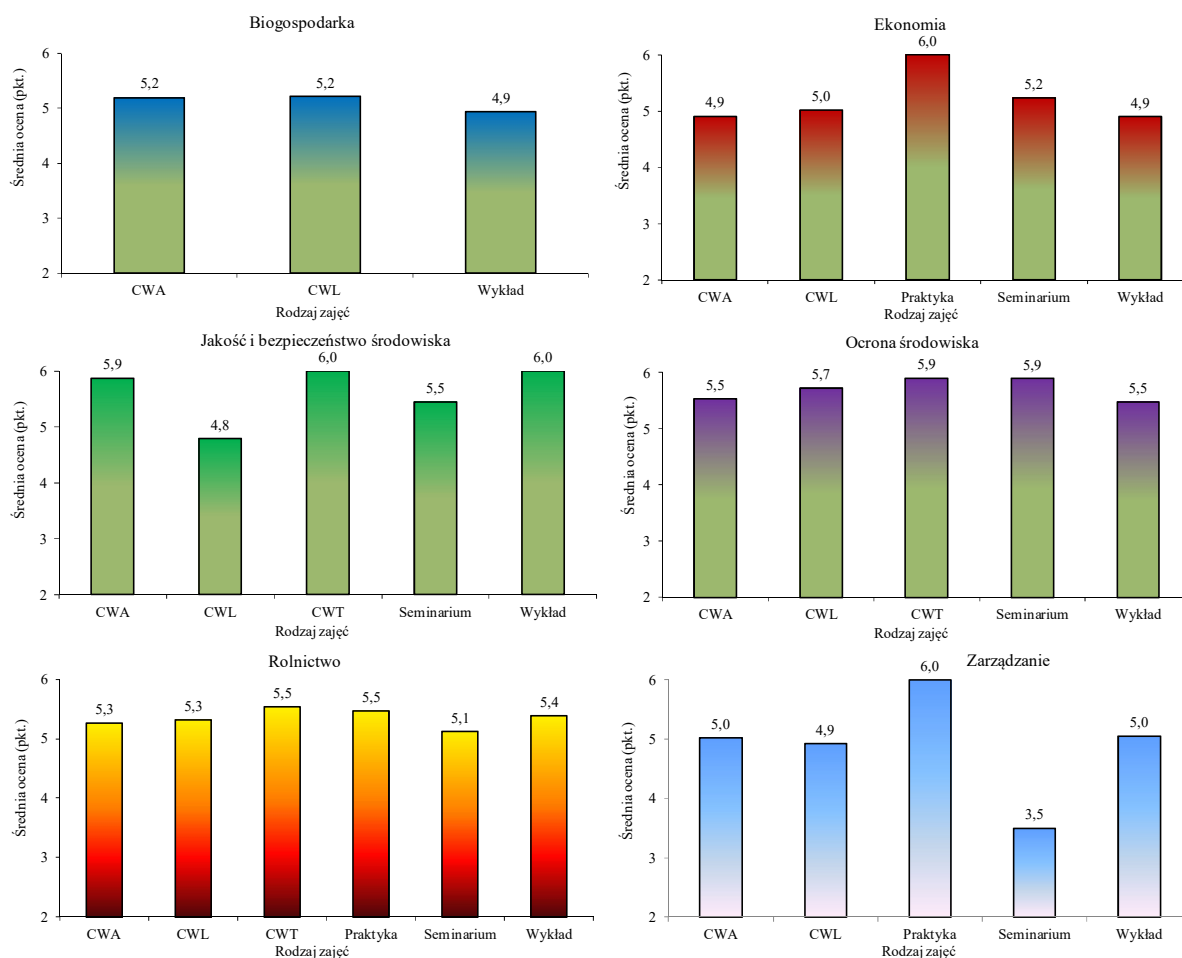 Biogospodarka
Średnia ocena (pkt.)
6
5
4
3
2
5,2
5,2
4,9
CWA
CWL
Wykład
Rodzaj zajęć
Ekonomia
Średnia ocena (pkt.)
6
5
4
3
2
4,9
5,0
6,0
5,2
4,9
CWA
CWL
Praktyka
Seminarium
Wykład
Rodzaj zajęć
Jakość i bezpieczeństwo środowiska
Średnia ocena (pkt.)
6
5
4
3
2
5,9
4,8
6,0
5,5
6,0
CWA
CWL
CWT
Seminarium
Wykład
Rodzaj zajęć
Ocrona środowiska
Średnia ocena (pkt.)
6
5
4
3
2
5,5
5,7
5,9
5,9
5,5
CWA
CWL
CWT
Seminarium
Wykład
Rodzaj zajęć
Rolnictwo
Średnia ocena (pkt.)
6
5
4
3
2
5,3
5,3
5,5
5,5
5,1
5,4
CWA
CWL
CWT
Praktyka
Seminarium
Wykład
Rodzaj zajęć
Zarządzanie
Średnia ocena (pkt.)
6
5
4
3
2
5,0
4,9
6,0
3,5
5,0
CWA
CWL
Praktyka
Seminarium
Wykład
Rodzaj zajęć